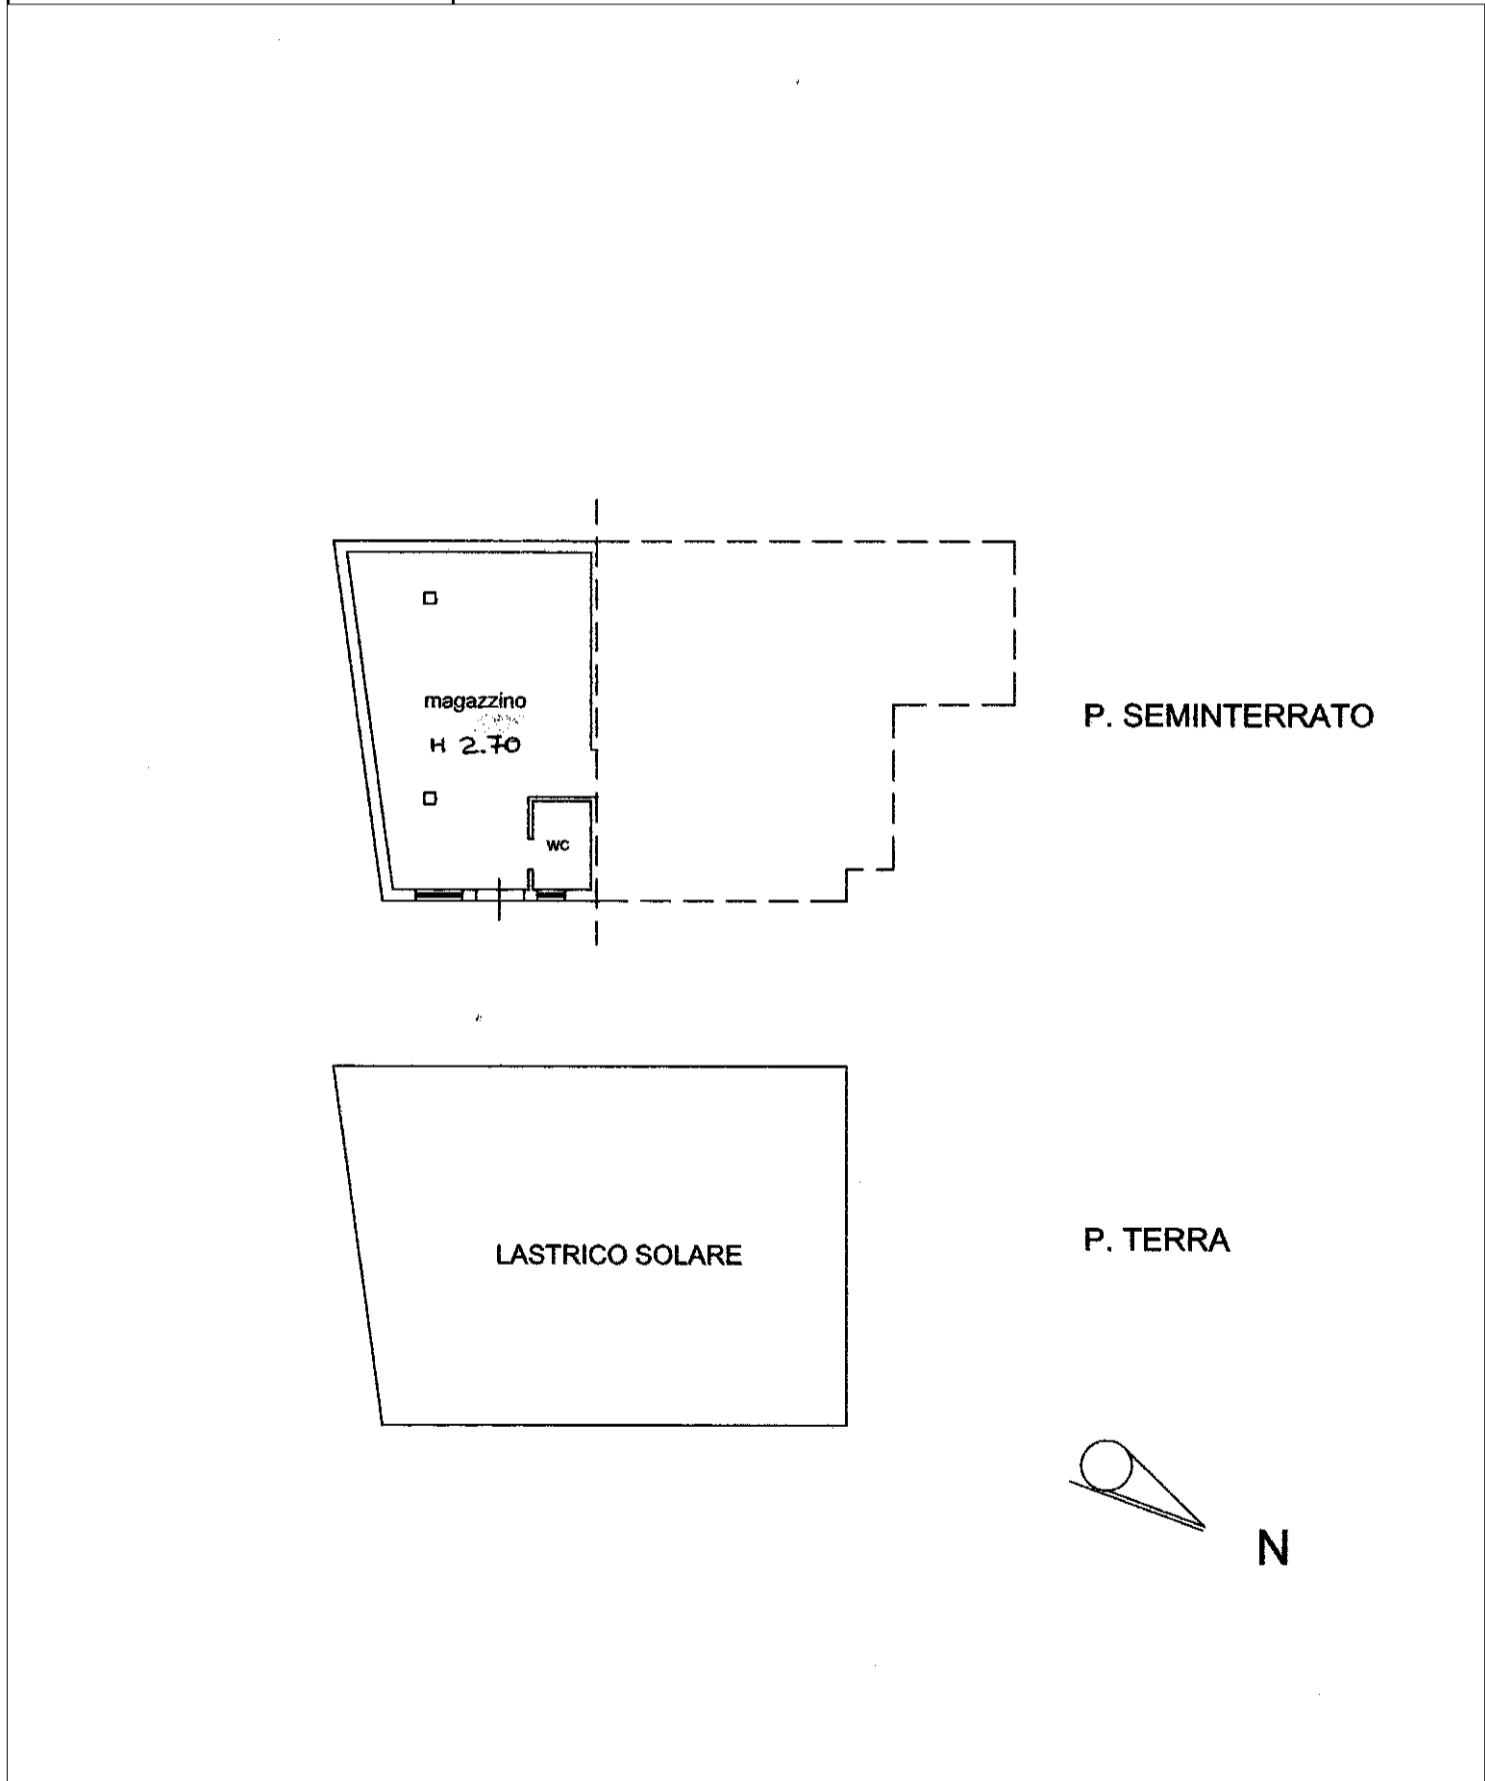 magazzino
H 2.70
wc
P. SEMINTERRATO
LASTRICO SOLARE
P. TERRA
N